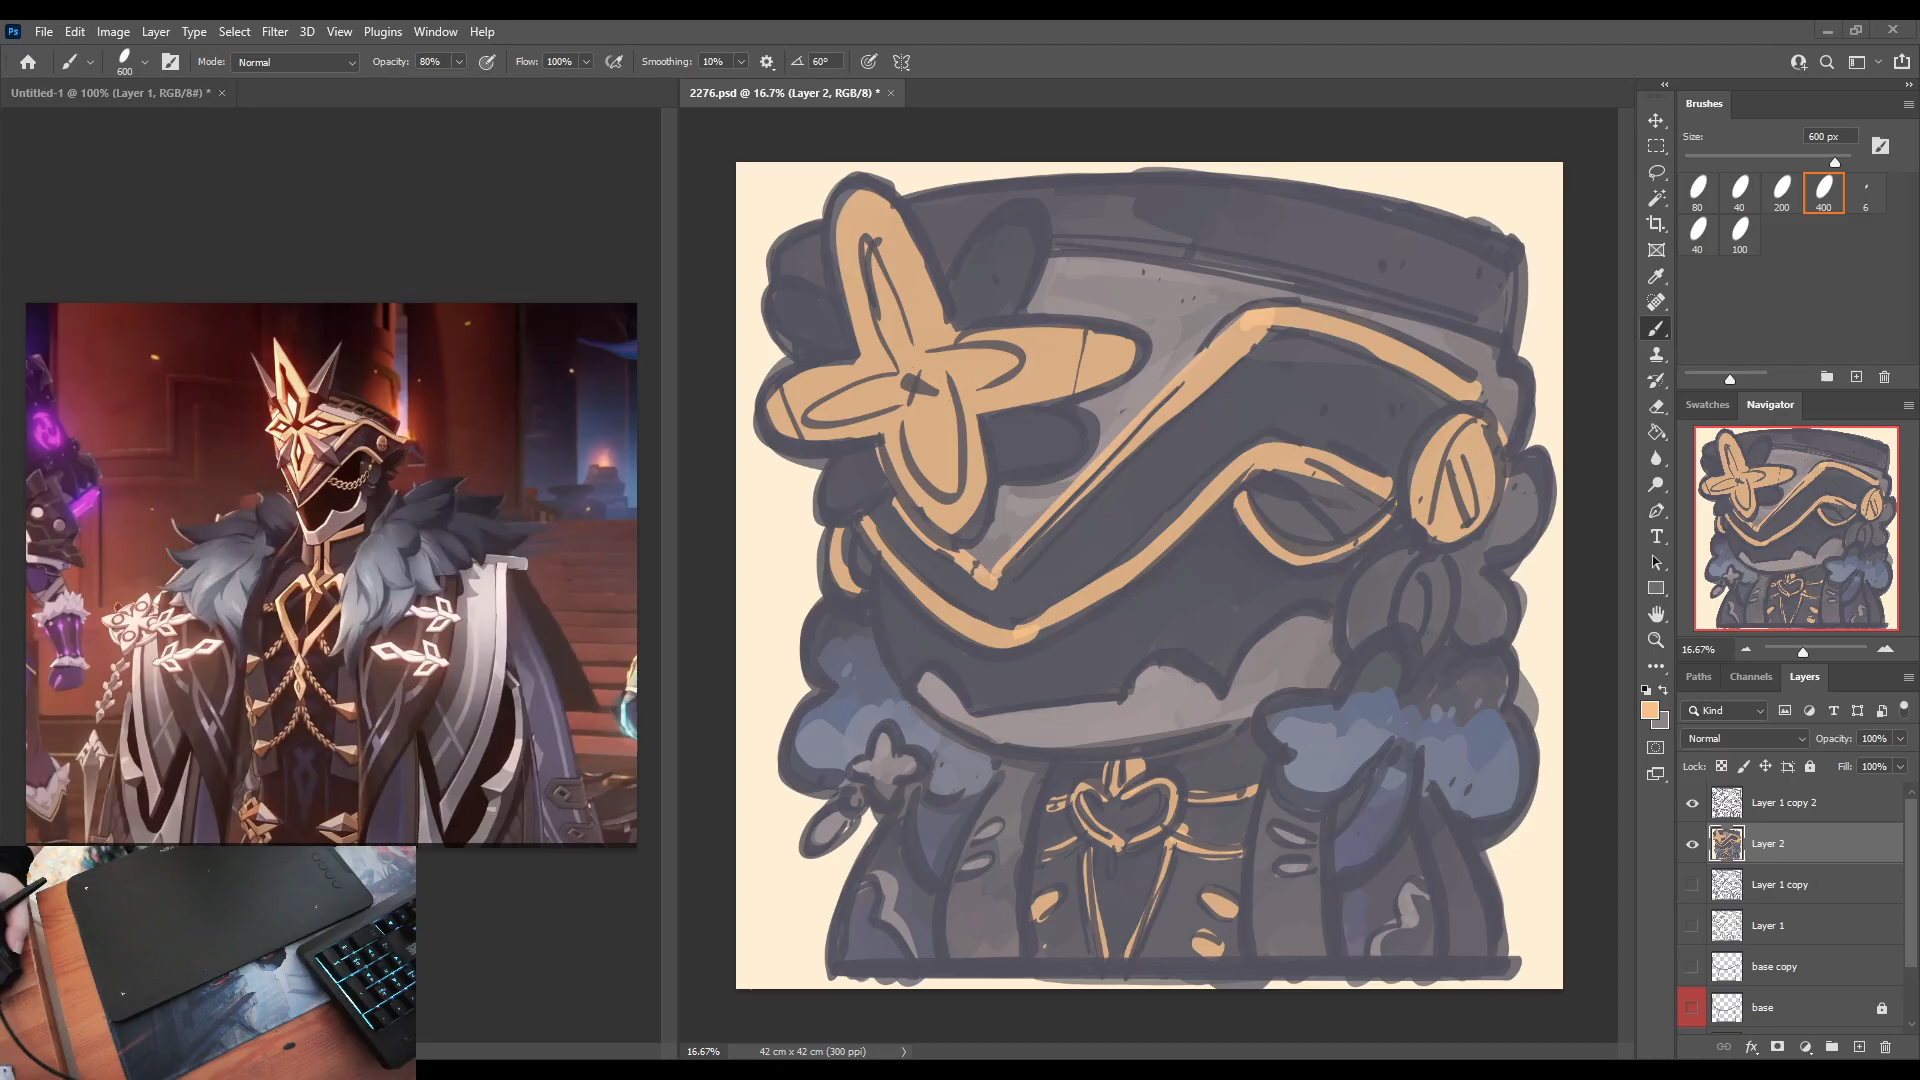 Ps File Edit Image Layer Type Select Filter 3D View Plugins Window Help
600 Mode: Normal Opacity: 80% Flow: 100% Smoothing: 10% 60°
Untitled-1 @ 100% (Layer 1, RGB/8#) * ×
2276.psd @ 16.7% (Layer 2, RGB/8) * ×
Brushes
Size: 600 px
80 40 200 400 6
40 100
Swatches Navigator
16.67%
Paths Channels Layers
Kind
Normal Opacity: 100%
Lock: Fill: 100%
Layer 1 copy 2
Layer 2
Layer 1 copy
Layer 1
base copy
base
16.67% 42 cm x 42 cm (300 ppi)